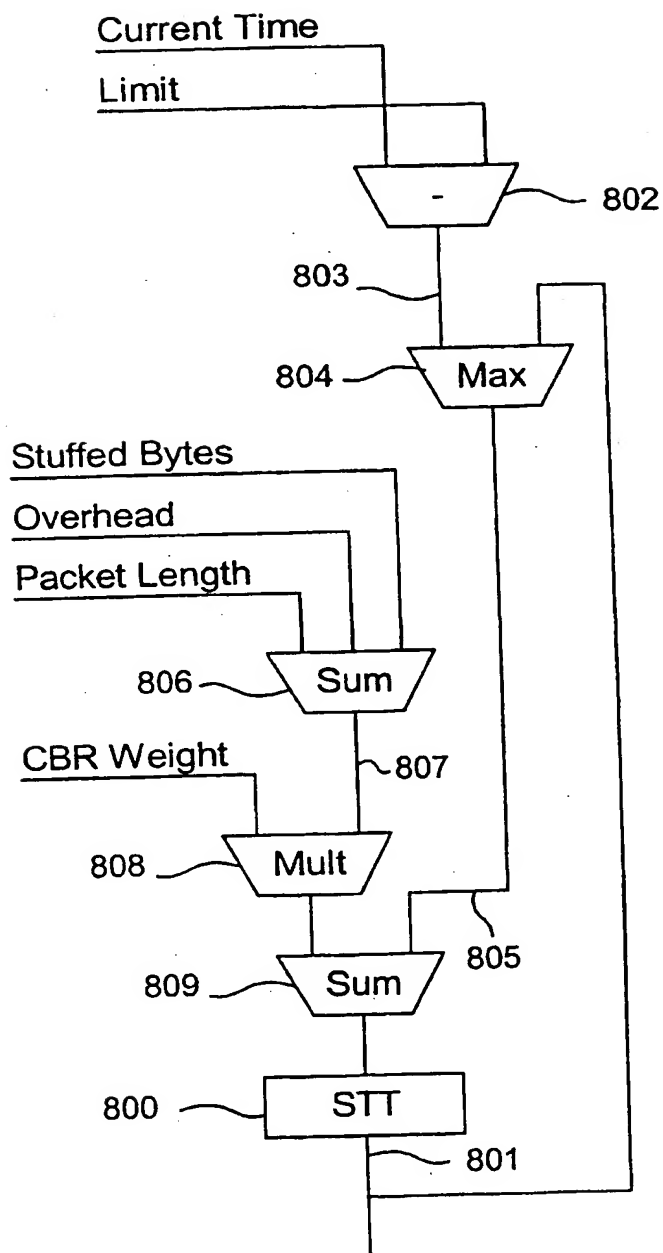 Current Time
Limit
-
802
803
804
Max
Stuffed Bytes
Overhead
Packet Length
806
Sum
CBR Weight
807
808
Mult
805
809
Sum
800
STT
801